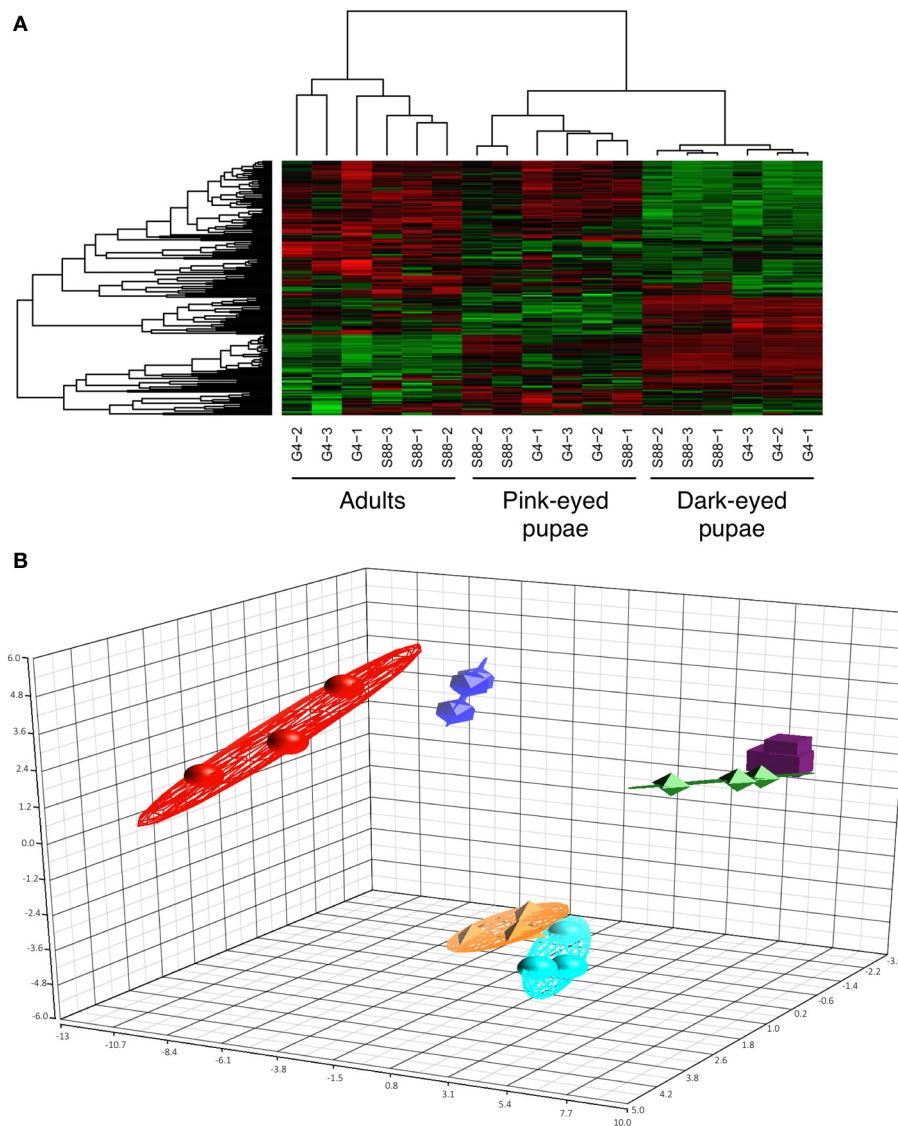 A
G4-2 G4-3 G4-1 S88-3 S88-1 S88-2 S88-2 S88-3 G4-1 G4-3 G4-2 S88-1 S88-2 S88-3 S88-1 G4-3 G4-2 G4-1
Adults Pink-eyed pupae Dark-eyed pupae
B
6.0
4.8
3.6
2.4
1.2
0.0
-1.2
-2.4
-3.6
-4.8
-6.0
-13 -10.7 -8.4 -6.1 -3.8 -1.5 0.8 3.1 5.4 7.7 10.0
5.0 4.2 3.8 2.6 1.8 1.0 0.2 -0.6 -1.4 -2.2